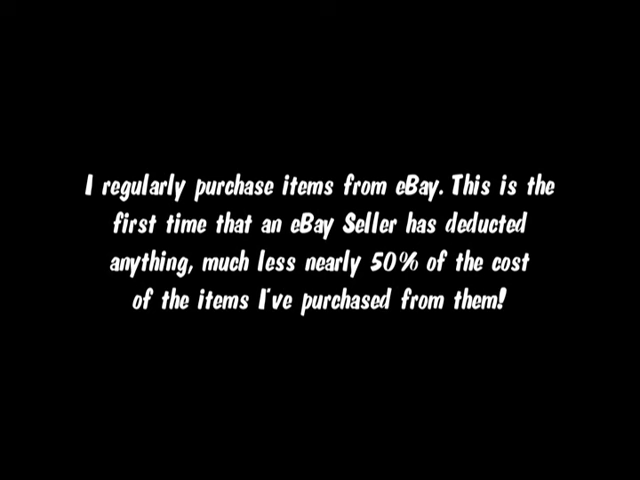 I regularly purchase items from eBay. This is the
first time that an eBay Seller has deducted
anything, much less nearly 50% of the cost
of the items I've purchased from them!